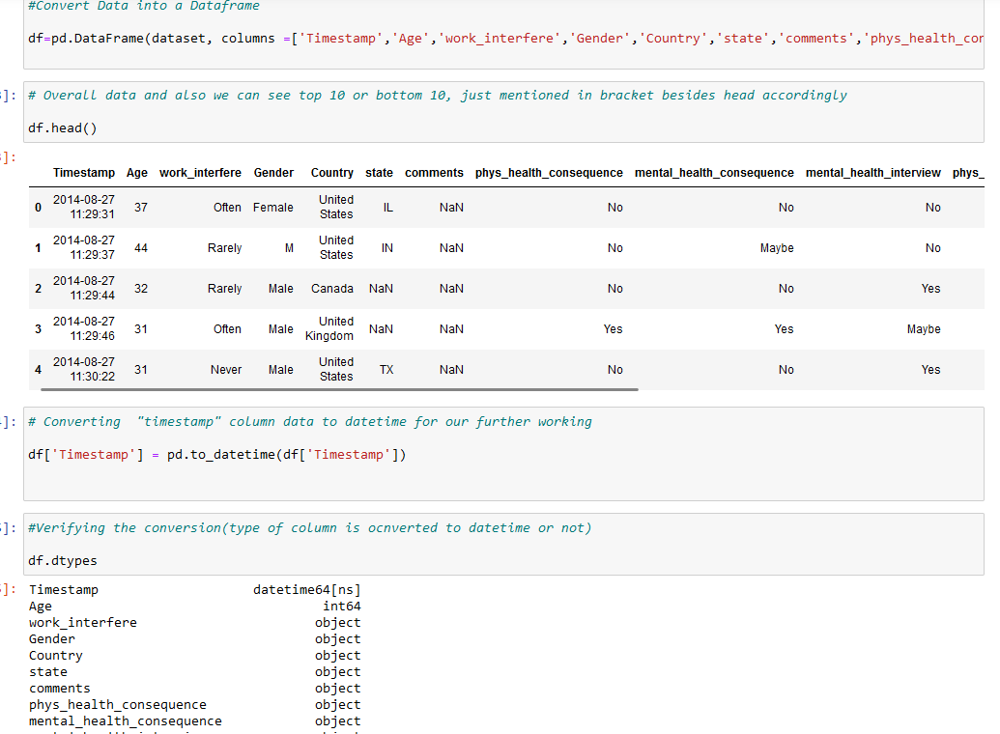 #Convert Data into a Dataframe
df=pd.DataFrame(dataset, columns =['Timestamp','Age','work_interfere','Gender','Country','state','comments','phys_health_con
]: # Overall data and also we can see top 10 or bottom 10, just mentioned in bracket besides head accordingly
df.head()
]:
Timestamp Age work_interfere Gender Country state comments phys_health_consequence mental_health_consequence mental_health_interview phys_
0 2014-08-27 11:29:31 37 Often Female United States IL NaN No No No
1 2014-08-27 11:29:37 44 Rarely M United States IN NaN No Maybe No
2 2014-08-27 11:29:44 32 Rarely Male Canada NaN NaN No No Yes
3 2014-08-27 11:29:46 31 Often Male United Kingdom NaN NaN Yes Yes Maybe
4 2014-08-27 11:30:22 31 Never Male United States TX NaN No No Yes
]: # Converting  “timestamp“ column data to datetime for our further working
df['Timestamp'] = pd.to_datetime(df['Timestamp'])
]: #Verifying the conversion(type of column is ocnverted to datetime or not)
df.dtypes
]: Timestamp datetime64[ns]
Age int64
work_interfere object
Gender object
Country object
state object
comments object
phys_health_consequence object
mental_health_consequence object